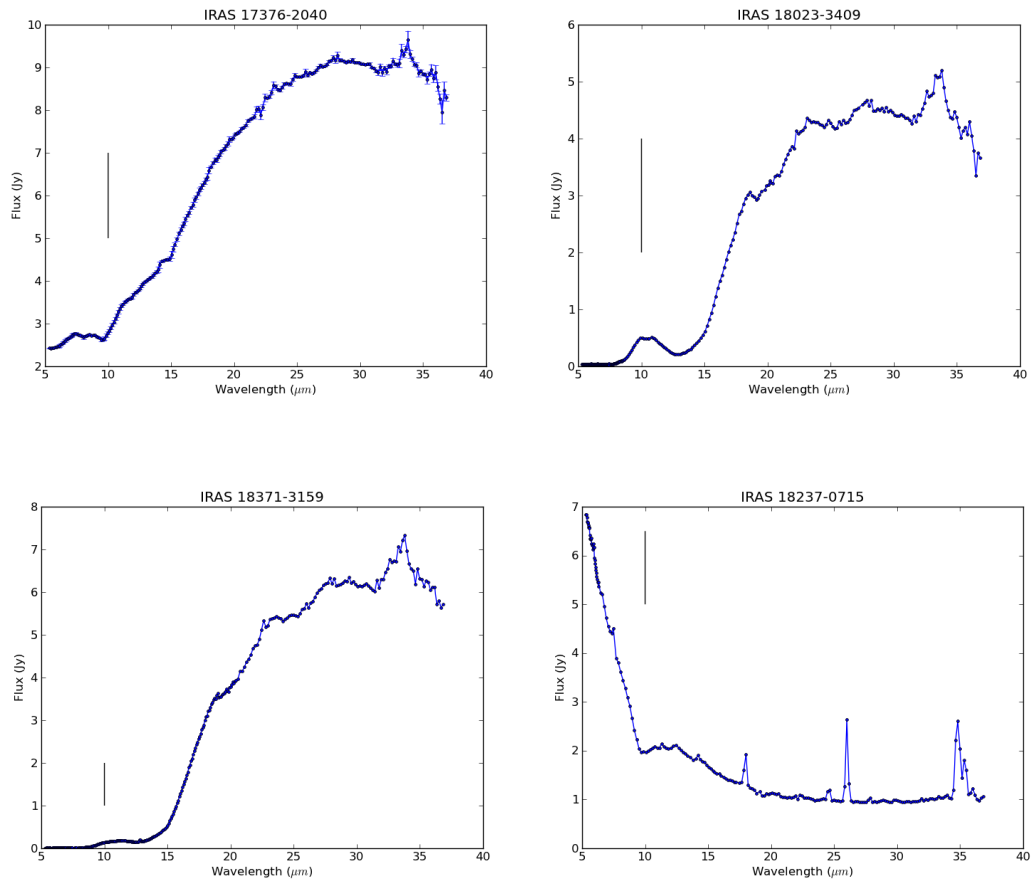 IRAS 17376-2040
10
9
8
7
6
5
4
3
2
Flux (Jy)
5 10 15 20 25 30 35 40
Wavelength (μm)
IRAS 18023-3409
6
5
4
3
2
1
0
Flux (Jy)
5 10 15 20 25 30 35 40
Wavelength (μm)
IRAS 18371-3159
8
7
6
5
4
3
2
1
0
Flux (Jy)
5 10 15 20 25 30 35 40
Wavelength (μm)
IRAS 18237-0715
7
6
5
4
3
2
1
0
Flux (Jy)
5 10 15 20 25 30 35 40
Wavelength (μm)